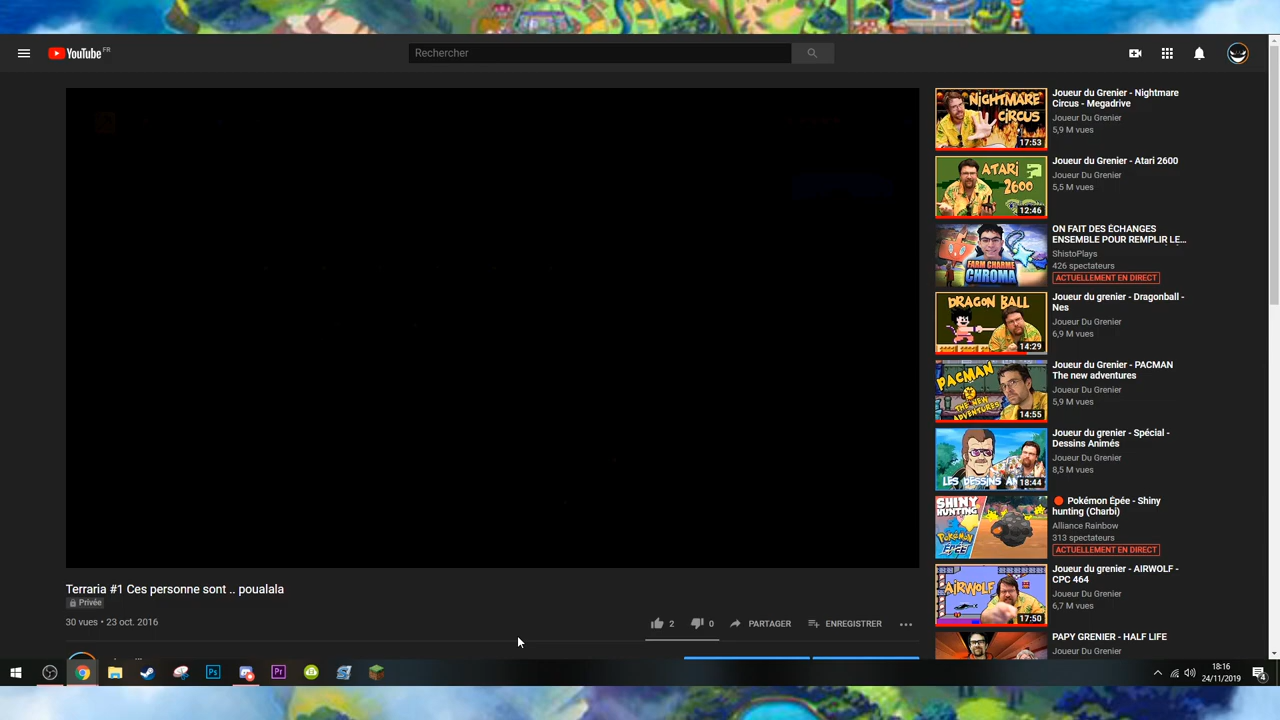 YouTube FR
Rechercher
NIGHTMARE
CIRCUS
17:53
Joueur du Grenier - Nightmare
Circus - Megadrive
Joueur Du Grenier
5,9 M vues
ATARI
2600
12:46
Joueur du Grenier - Atari 2600
Joueur Du Grenier
5,5 M vues
FARM CHARME
CHROMA
ON FAIT DES ÉCHANGES
ENSEMBLE POUR REMPLIR LE...
ShistoPlays
426 spectateurs
ACTUELLEMENT EN DIRECT
DRAGON BALL
14:29
Joueur du grenier - Dragonball -
Nes
Joueur Du Grenier
6,9 M vues
PACMAN
THE NEW
ADVENTURES
14:55
Joueur du Grenier - PACMAN
The new adventures
Joueur Du Grenier
5,9 M vues
LES DESSINS AN
18:44
Joueur du grenier - Spécial -
Dessins Animés
Joueur Du Grenier
8,5 M vues
SHINY
HUNTING
POKÉMON
ÉPÉE
Pokémon Épée - Shiny
hunting (Charbi)
Alliance Rainbow
313 spectateurs
ACTUELLEMENT EN DIRECT
AIRWOLF
17:50
Joueur du grenier - AIRWOLF -
CPC 464
Joueur Du Grenier
6,7 M vues
PAPY GRENIER - HALF LIFE
Joueur Du Grenier
Terraria #1 Ces personne sont .. poualala
Privée
30 vues • 23 oct. 2016
2
0
PARTAGER
ENREGISTRER
Ps
Pr
18:16
24/11/2019
4